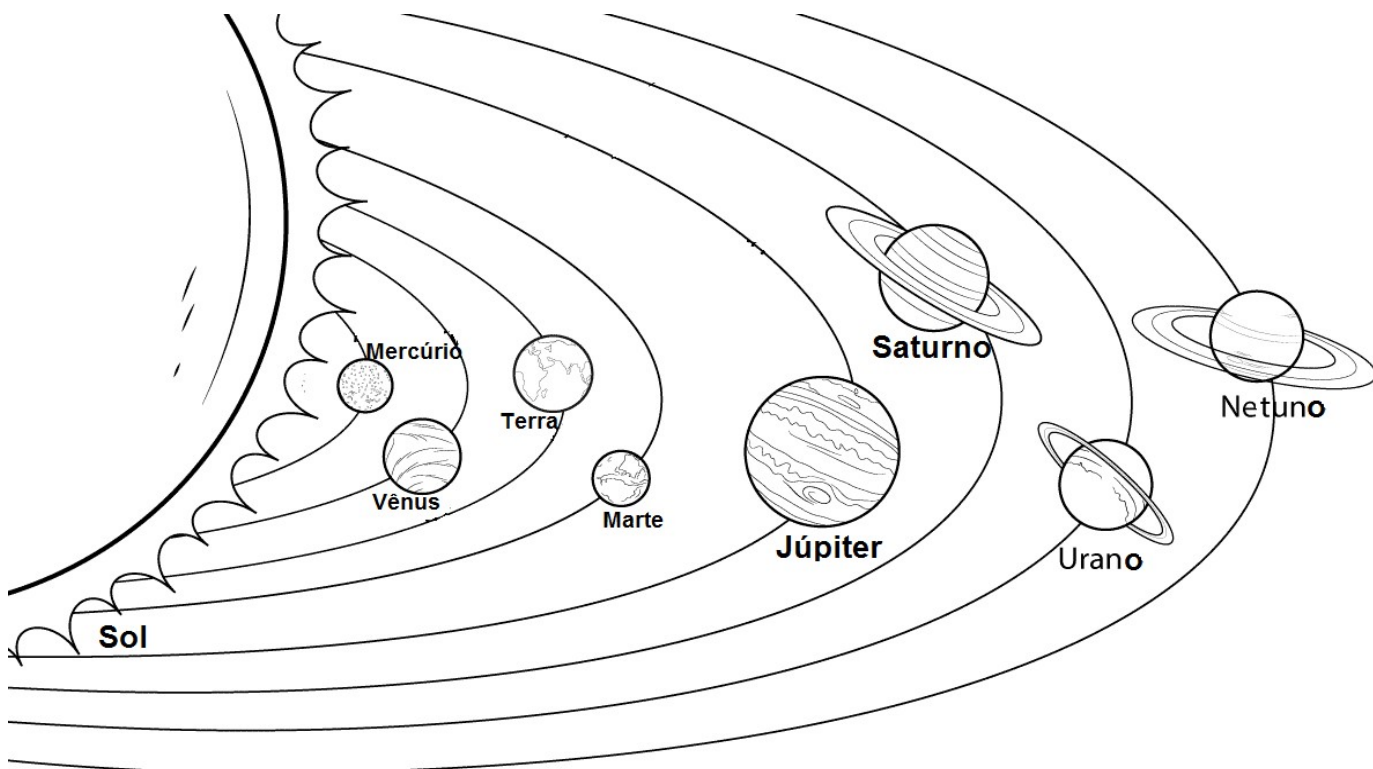 Mercúrio
Vênus
Terra
Marte
Júpiter
Saturno
Urano
Netuno
Sol